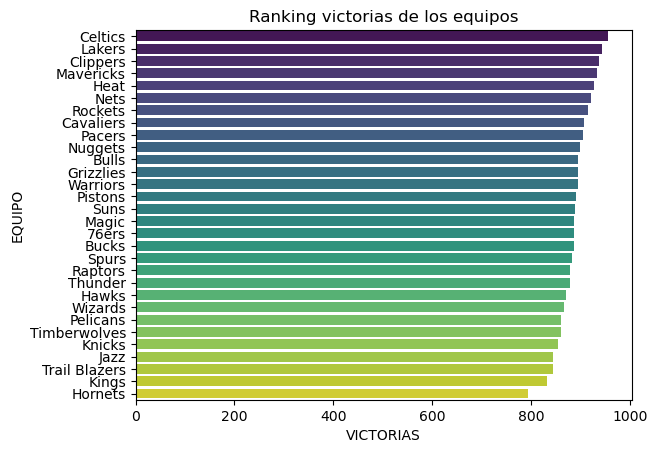 Ranking victorias de los equipos
EQUIPO
Celtics
Lakers
Clippers
Mavericks
Heat
Nets
Rockets
Cavaliers
Pacers
Nuggets
Bulls
Grizzlies
Warriors
Pistons
Suns
Magic
76ers
Bucks
Spurs
Raptors
Thunder
Hawks
Wizards
Pelicans
Timberwolves
Knicks
Jazz
Trail Blazers
Kings
Hornets
0 200 400 600 800 1000
VICTORIAS